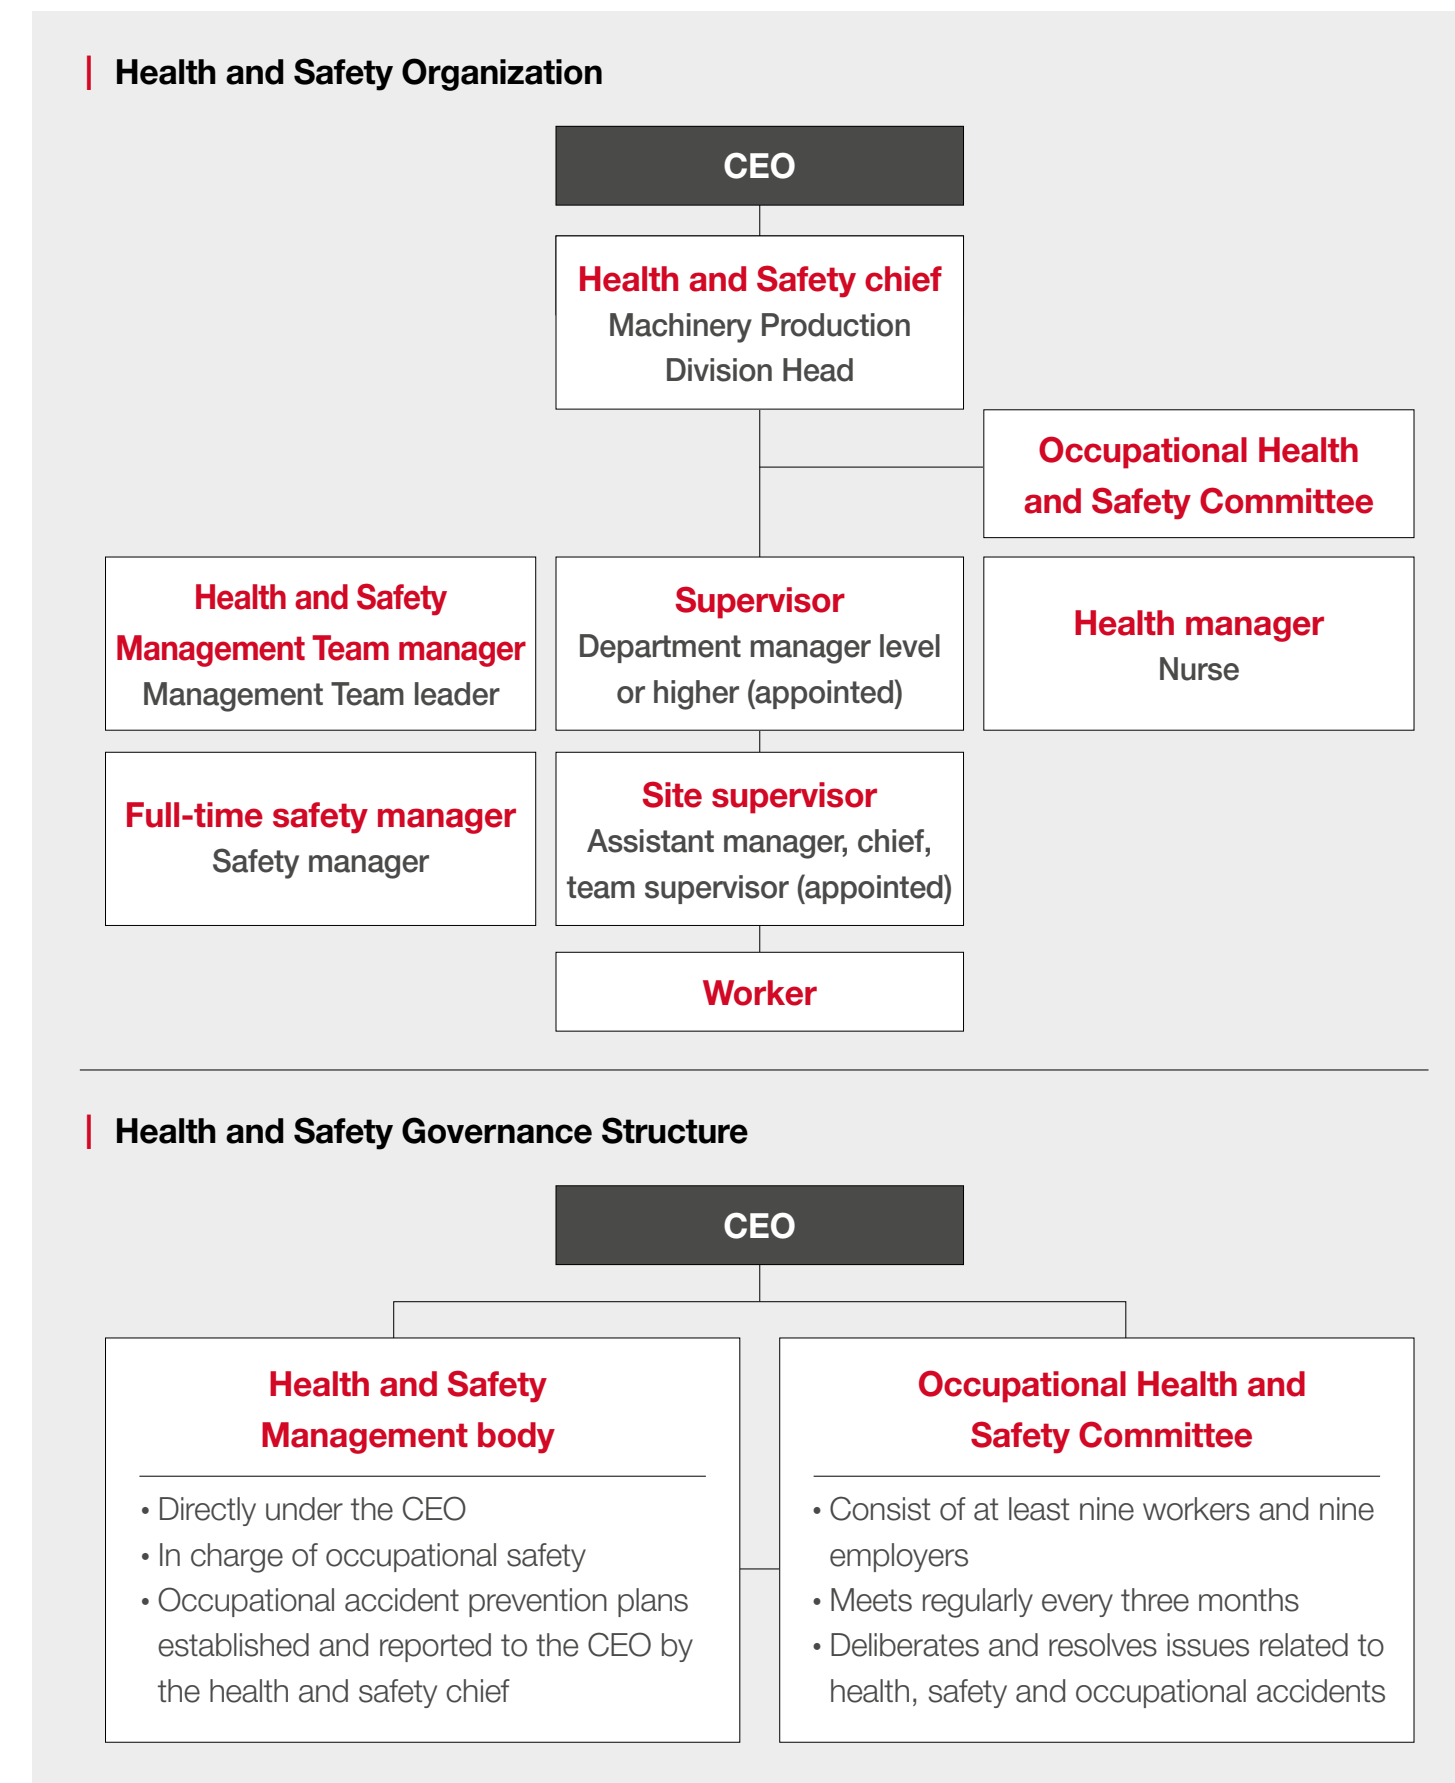 Health and Safety Organization
CEO
Health and Safety chief
Machinery Production
Division Head
Occupational Health
and Safety Committee
Health and Safety
Management Team manager
Management Team leader
Supervisor
Department manager level
or higher (appointed)
Health manager
Nurse
Full-time safety manager
Safety manager
Site supervisor
Assistant manager, chief,
team supervisor (appointed)
Worker
Health and Safety Governance Structure
CEO
Health and Safety
Management body
• Directly under the CEO
• In charge of occupational safety
• Occupational accident prevention plans
established and reported to the CEO by
the health and safety chief
Occupational Health and
Safety Committee
• Consist of at least nine workers and nine
employers
• Meets regularly every three months
• Deliberates and resolves issues related to
health, safety and occupational accidents